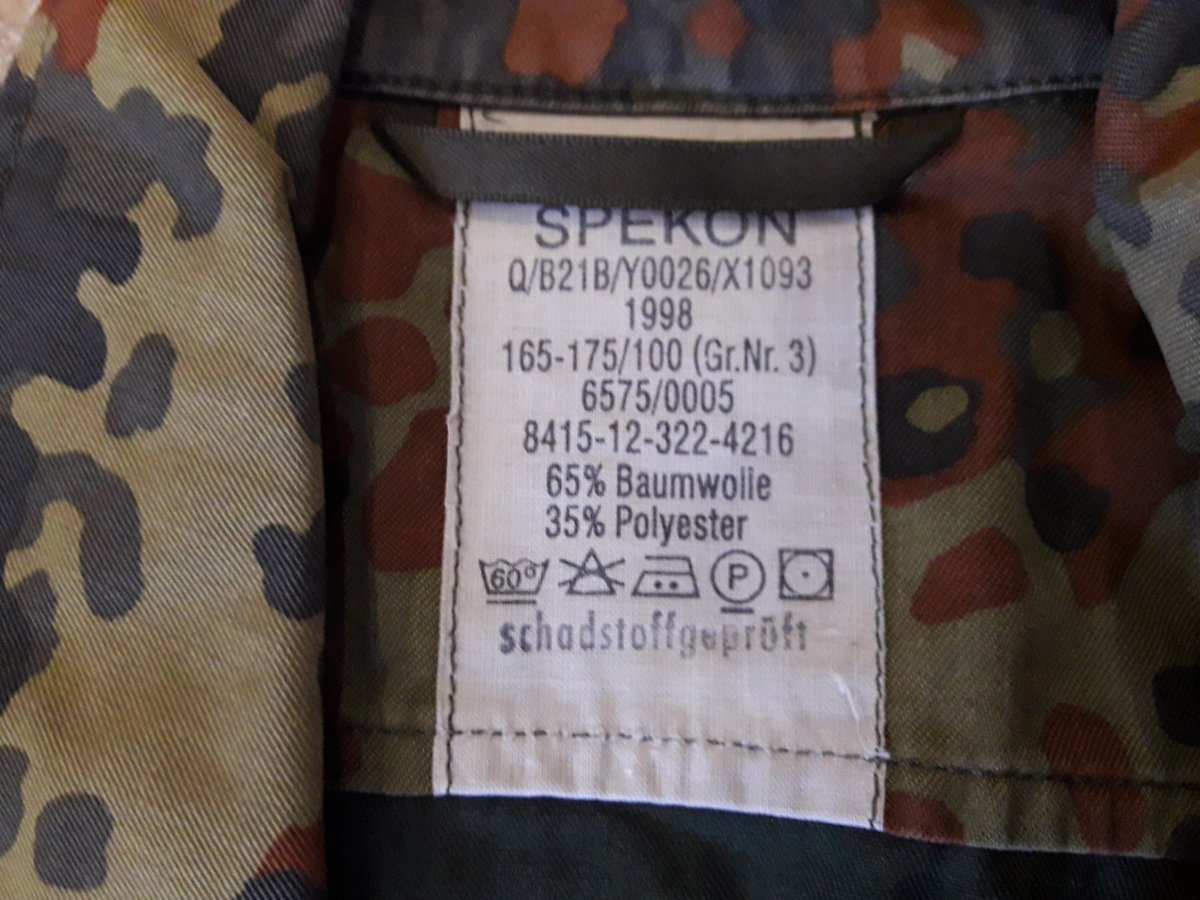 SPEKON
Q/B21B/Y0026/X1093
1998
165-175/100 (Gr.Nr. 3)
6575/0005
8415-12-322-4216
65% Baumwolle
35% Polyester
60° P
schadstoffgeprüft